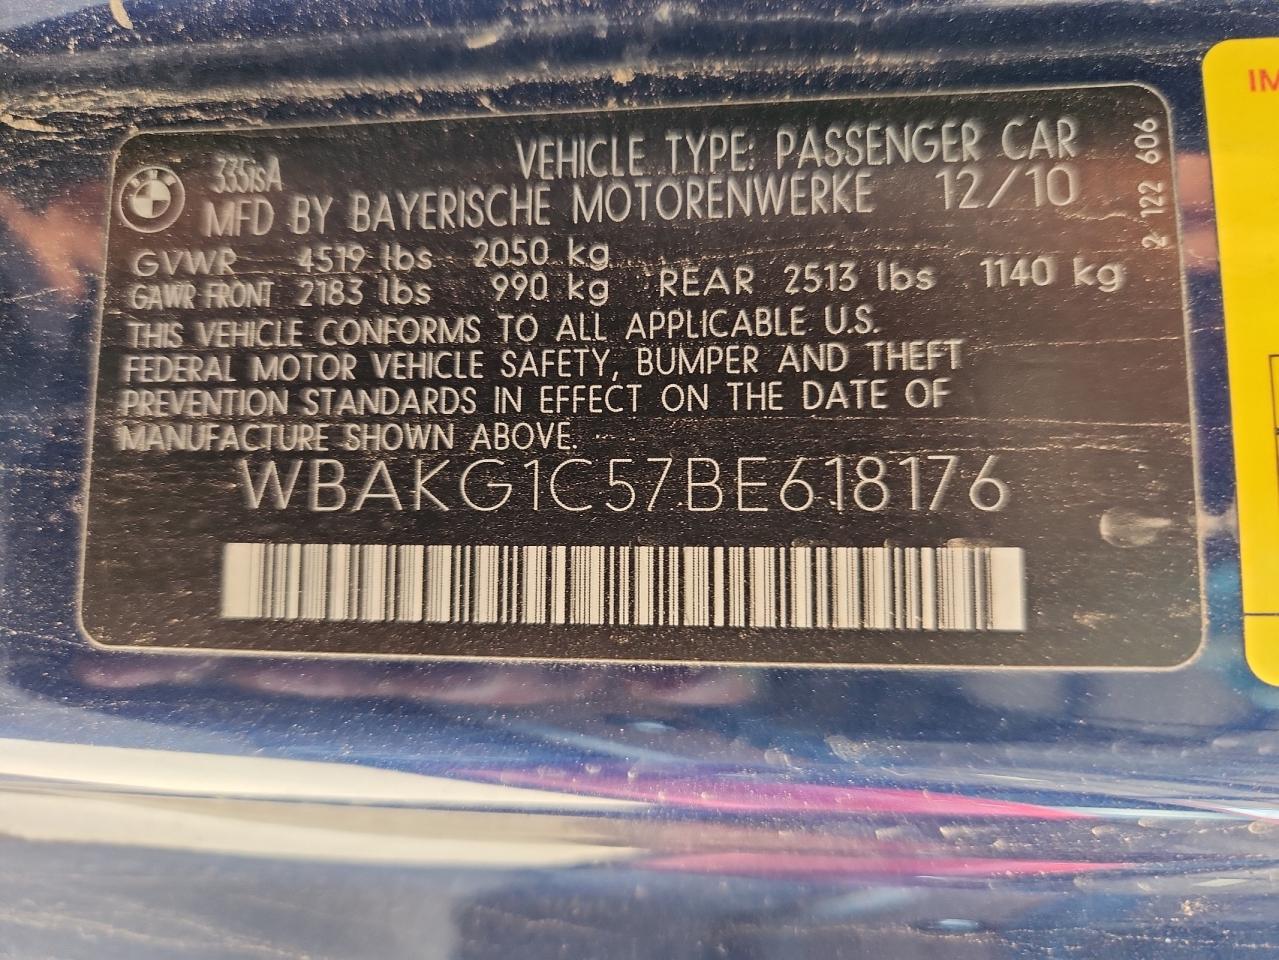 335isA
VEHICLE TYPE: PASSENGER CAR
MFD BY BAYERISCHE MOTORENWERKE 12/10
GVWR 4519 lbs 2050 kg
GAWR FRONT 2183 lbs 990 kg REAR 2513 lbs 1140 kg
THIS VEHICLE CONFORMS TO ALL APPLICABLE U.S.
FEDERAL MOTOR VEHICLE SAFETY, BUMPER AND THEFT
PREVENTION STANDARDS IN EFFECT ON THE DATE OF
MANUFACTURE SHOWN ABOVE.
WBAKG1C57BE618176
2 122 606
IM